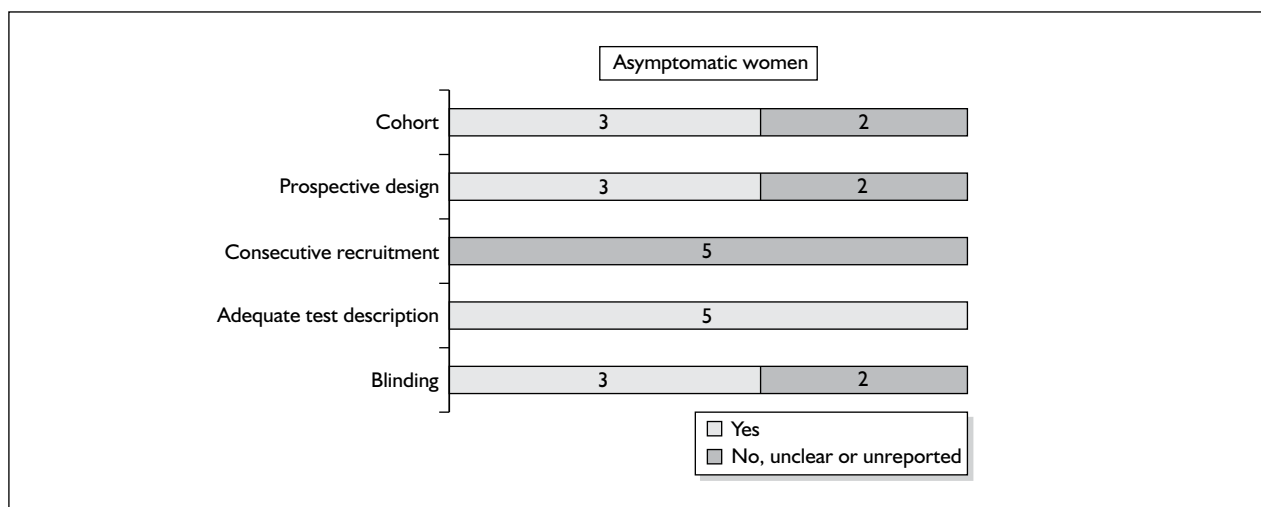 Asymptomatic women
Cohort 3 2
Prospective design 3 2
Consecutive recruitment 5
Adequate test description 5
Blinding 3 2
Yes
No, unclear or unreported